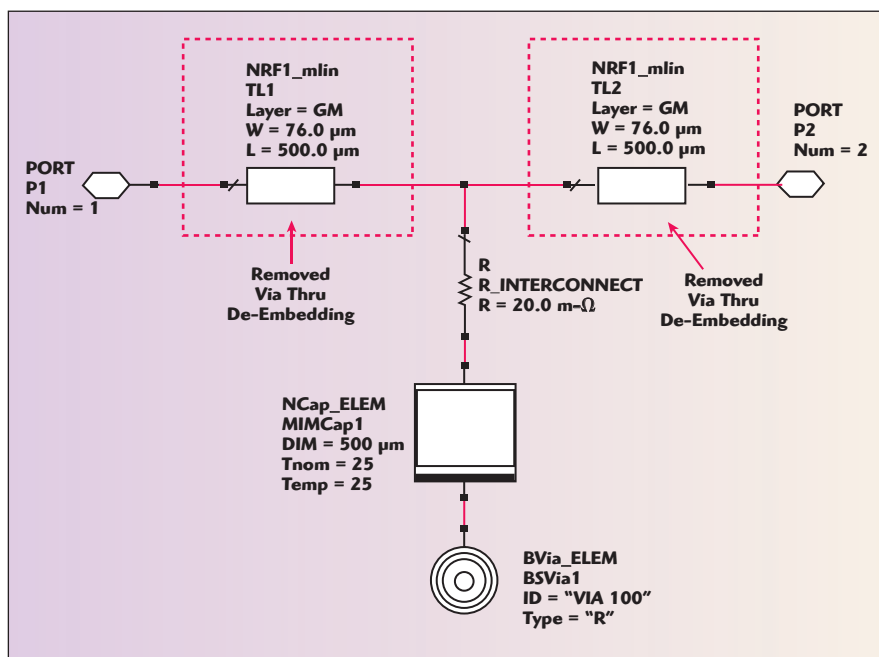 NRF1_mlin
TL1
Layer = GM
W = 76.0 µm
L = 500.0 µm
NRF1_mlin
TL2
Layer = GM
W = 76.0 µm
L = 500.0 µm
PORT
P1
Num = 1
PORT
P2
Num = 2
Removed
Via Thru
De-Embedding
R
R_INTERCONNECT
R = 20.0 m-Ω
Removed
Via Thru
De-Embedding
NCap_ELEM
MIMCap1
DIM = 500 µm
Tnom = 25
Temp = 25
BVia_ELEM
BSVia1
ID = “VIA 100”
Type = “R”